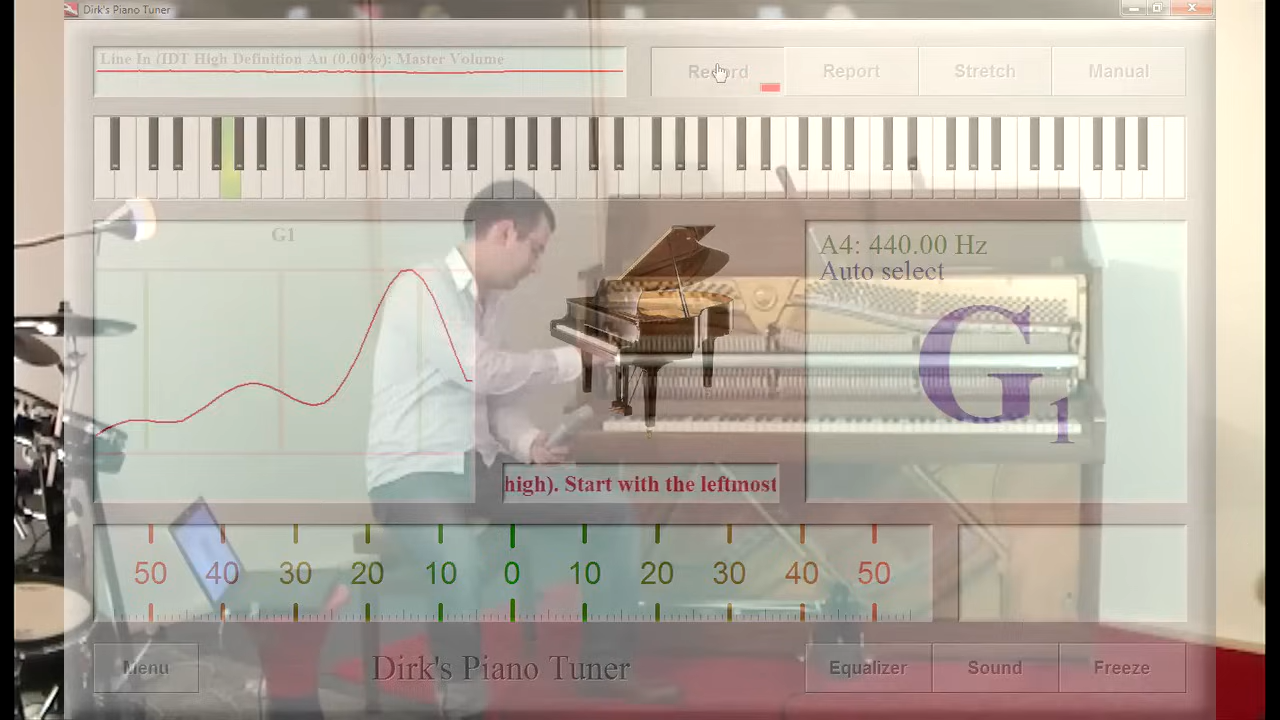 Dirk's Piano Tuner
Line In (IDT High Definition Au (0.00%): Master Volume
Record
Report
Stretch
Manual
G1
A4: 440.00 Hz
Auto select
G1
high). Start with the leftmost
50 40 30 20 10 0 10 20 30 40 50
Menu
Dirk's Piano Tuner
Equalizer
Sound
Freeze